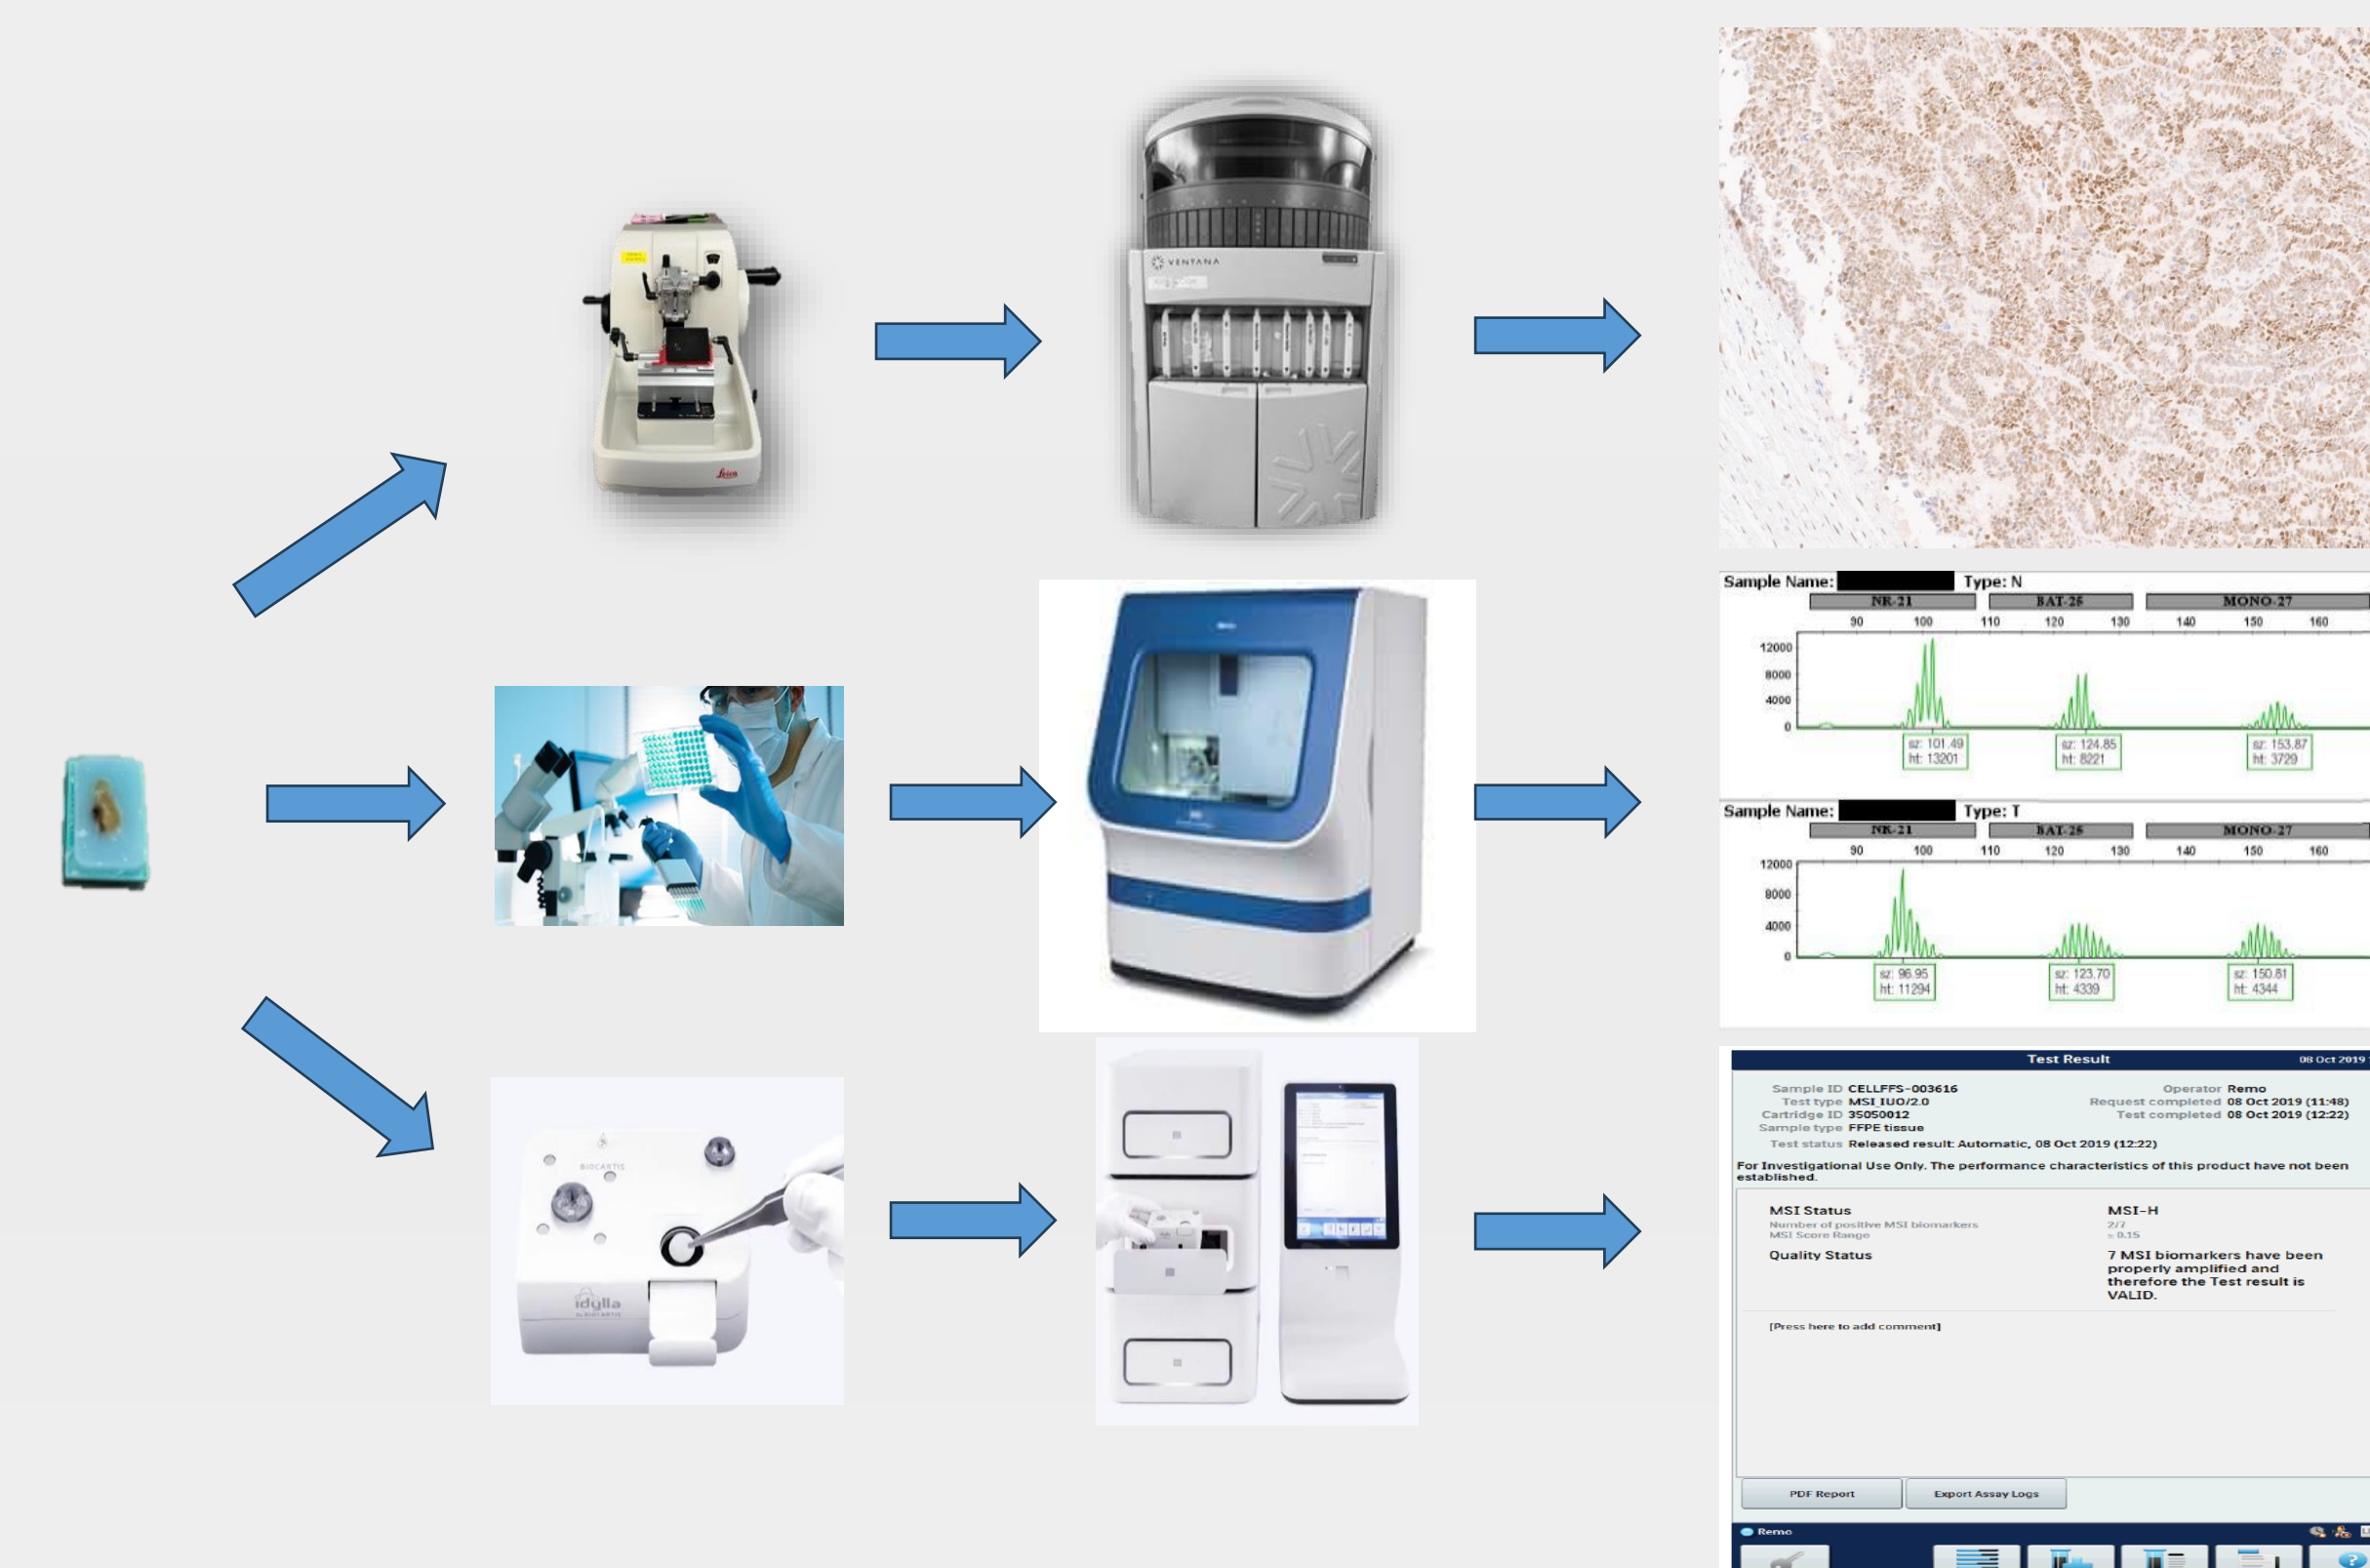 VENTANA
Leica
Sample Name: Type: N
NR-21 BAT-25 MONO-27
90 100 110 120 130 140 150 160
12000
8000
4000
0
sz: 101.49
ht: 13201
sz: 124.85
ht: 8221
sz: 153.87
ht: 3729
Sample Name: Type: T
NR-21 BAT-25 MONO-27
90 100 110 120 130 140 150 160
12000
8000
4000
0
sz: 96.95
ht: 11294
sz: 123.70
ht: 4339
sz: 150.81
ht: 4344
BIOCARTIS
idylla
by BIOCARTIS
Test Result 08 Oct 2019
Sample ID CELLFFS-003616 Operator Remo
Test type MSI IUO/2.0 Request completed 08 Oct 2019 (11:48)
Cartridge ID 35050012 Test completed 08 Oct 2019 (12:22)
Sample type FFPE tissue
Test status Released result: Automatic, 08 Oct 2019 (12:22)
For Investigational Use Only. The performance characteristics of this product have not been
established.
MSI Status MSI-H
Number of positive MSI biomarkers 2/7
MSI Score Range ≥ 0.15
Quality Status 7 MSI biomarkers have been
properly amplified and
therefore the Test result is
VALID.
[Press here to add comment]
PDF Report Export Assay Logs
Remo